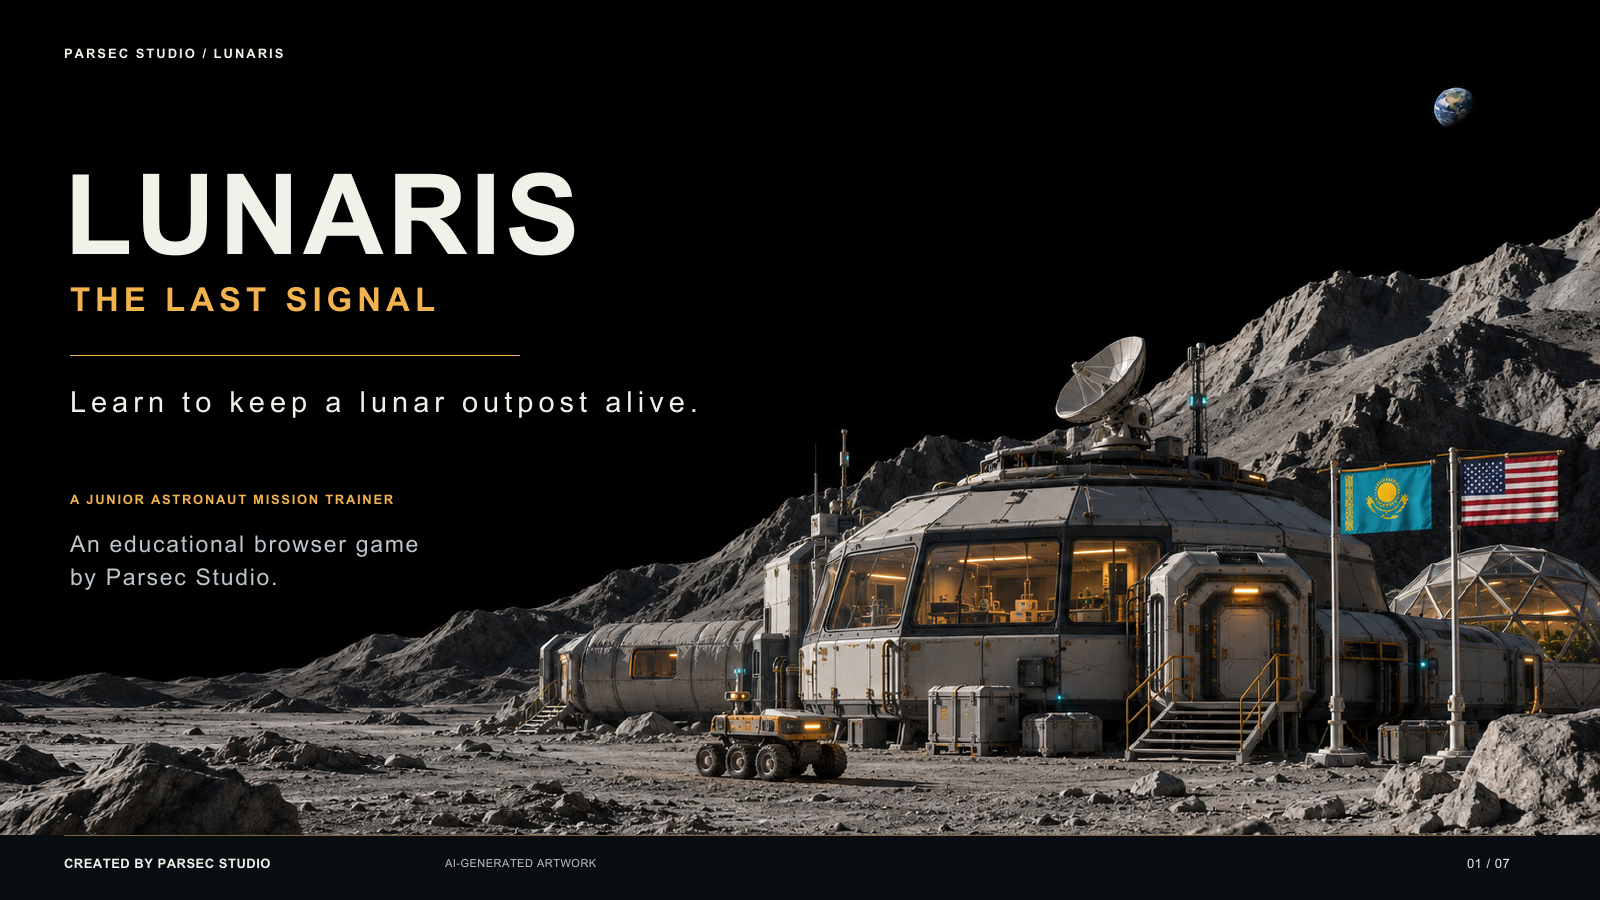 PARSEC STUDIO / LUNARIS
LUNARIS
THE LAST SIGNAL
Learn to keep a lunar outpost alive.
A JUNIOR ASTRONAUT MISSION TRAINER
An educational browser game
by Parsec Studio.
CREATED BY PARSEC STUDIO
AI-GENERATED ARTWORK
01 / 07